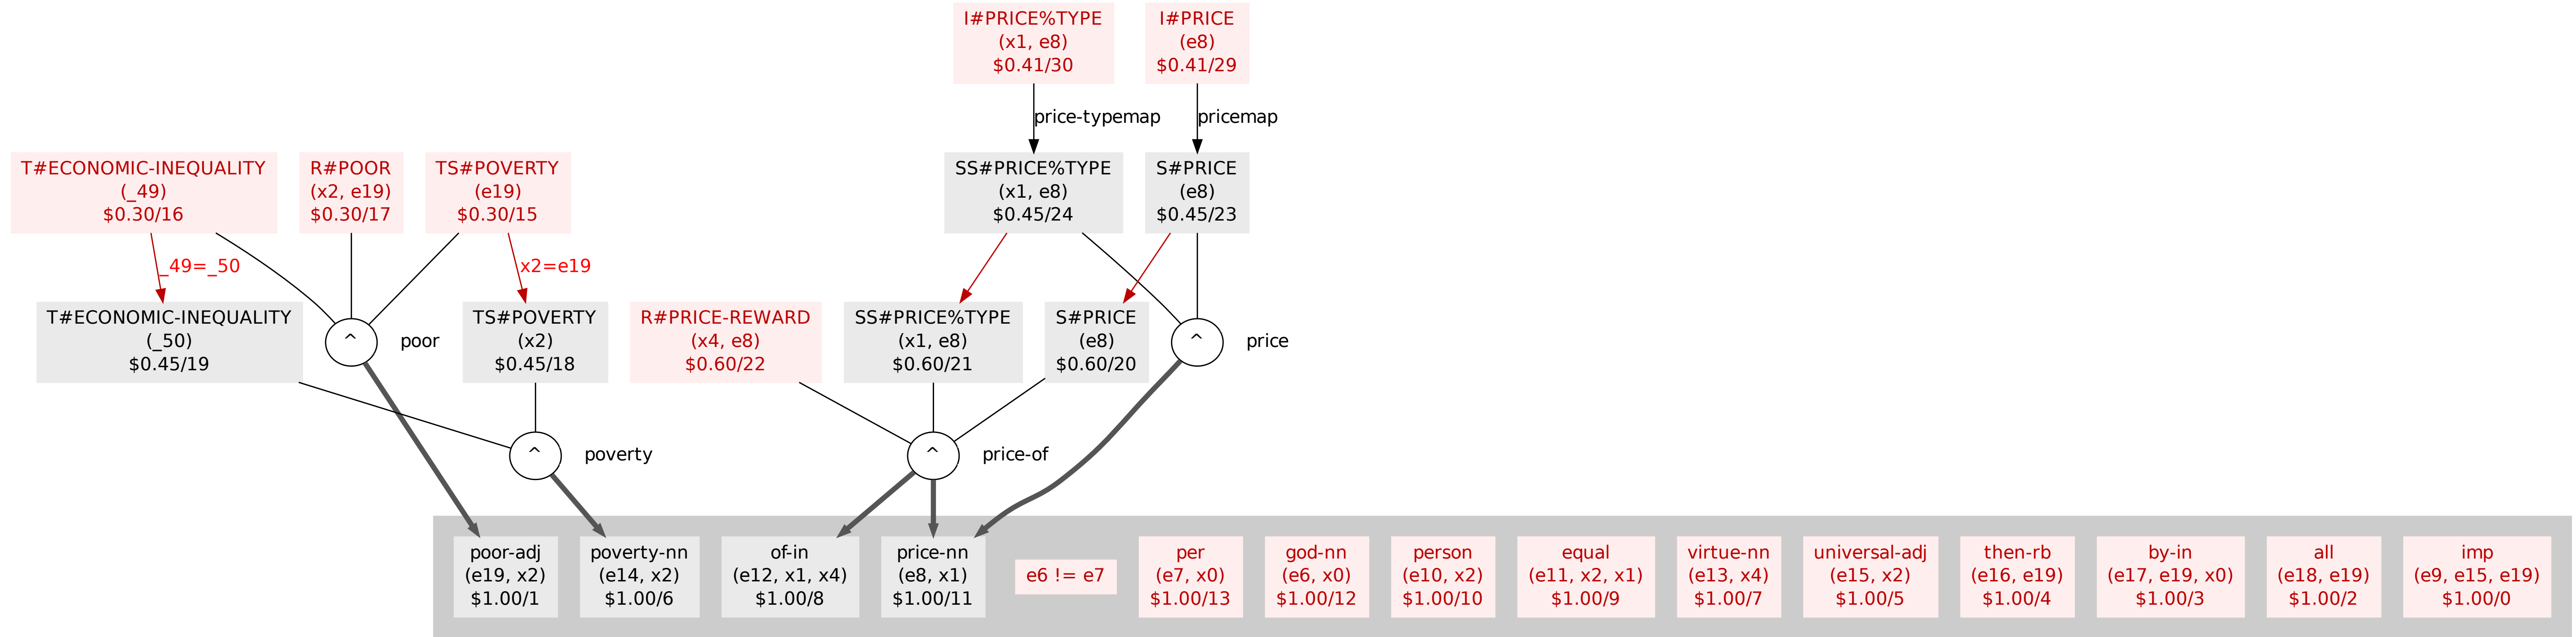 I#PRICE%TYPE
(x1, e8)
$0.41/30
I#PRICE
(e8)
$0.41/29
price-typemap
pricemap
T#ECONOMIC-INEQUALITY
(_49)
$0.30/16
R#POOR
(x2, e19)
$0.30/17
TS#POVERTY
(e19)
$0.30/15
SS#PRICE%TYPE
(x1, e8)
$0.45/24
S#PRICE
(e8)
$0.45/23
_49=_50
x2=e19
T#ECONOMIC-INEQUALITY
(_50)
$0.45/19
^
poor
TS#POVERTY
(x2)
$0.45/18
R#PRICE-REWARD
(x4, e8)
$0.60/22
SS#PRICE%TYPE
(x1, e8)
$0.60/21
S#PRICE
(e8)
$0.60/20
^
price
^
poverty
^
price-of
poor-adj
(e19, x2)
$1.00/1
poverty-nn
(e14, x2)
$1.00/6
of-in
(e12, x1, x4)
$1.00/8
price-nn
(e8, x1)
$1.00/11
e6 != e7
per
(e7, x0)
$1.00/13
god-nn
(e6, x0)
$1.00/12
person
(e10, x2)
$1.00/10
equal
(e11, x2, x1)
$1.00/9
virtue-nn
(e13, x4)
$1.00/7
universal-adj
(e15, x2)
$1.00/5
then-rb
(e16, e19)
$1.00/4
by-in
(e17, e19, x0)
$1.00/3
all
(e18, e19)
$1.00/2
imp
(e9, e15, e19)
$1.00/0